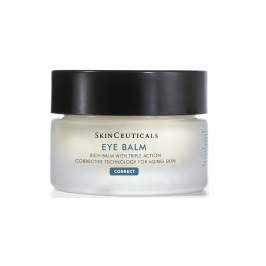 SKINCEUTICALS
EYE BALM
RICH BALM WITH TRIPLE ACTION
CORRECTIVE TECHNOLOGY FOR AGING SKIN
CORRECT